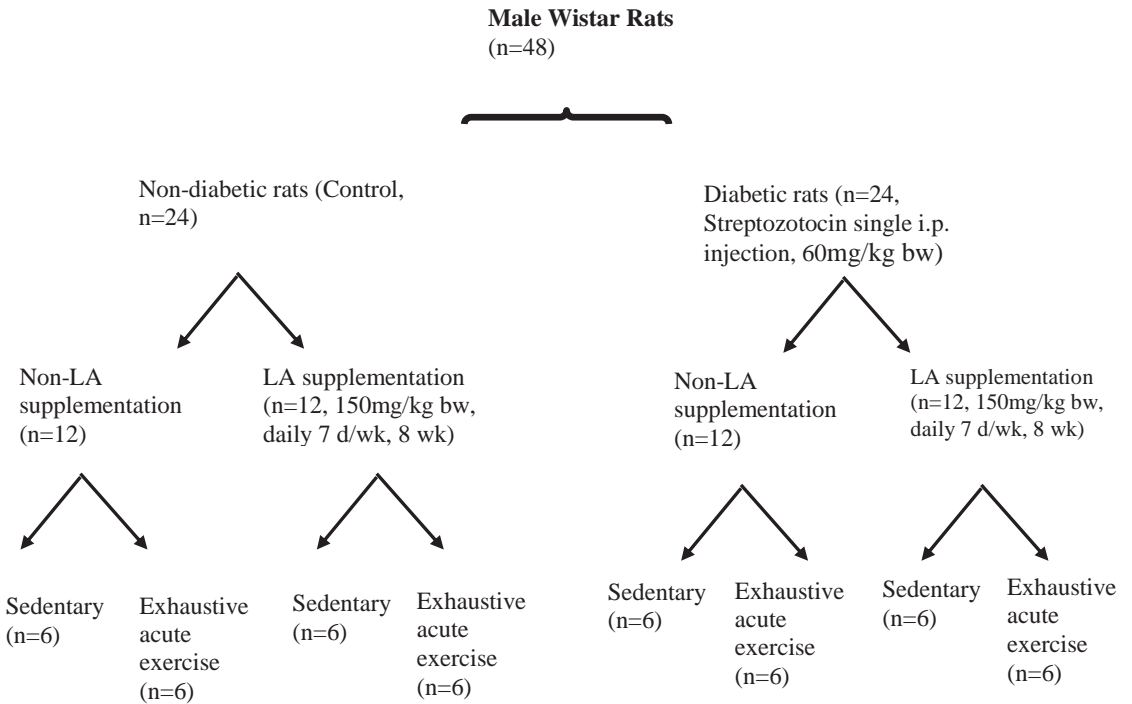 Male Wistar Rats
(n=48)
Non-diabetic rats (Control,
n=24)
Diabetic rats (n=24,
Streptozotocin single i.p.
injection, 60mg/kg bw)
Non-LA
supplementation
(n=12)
LA supplementation
(n=12, 150mg/kg bw,
daily 7 d/wk, 8 wk)
Non-LA
supplementation
(n=12)
LA supplementation
(n=12, 150mg/kg bw,
daily 7 d/wk, 8 wk)
Sedentary
(n=6)
Exhaustive
acute
exercise
(n=6)
Sedentary
(n=6)
Exhaustive
acute
exercise
(n=6)
Sedentary
(n=6)
Exhaustive
acute
exercise
(n=6)
Sedentary
(n=6)
Exhaustive
acute
exercise
(n=6)